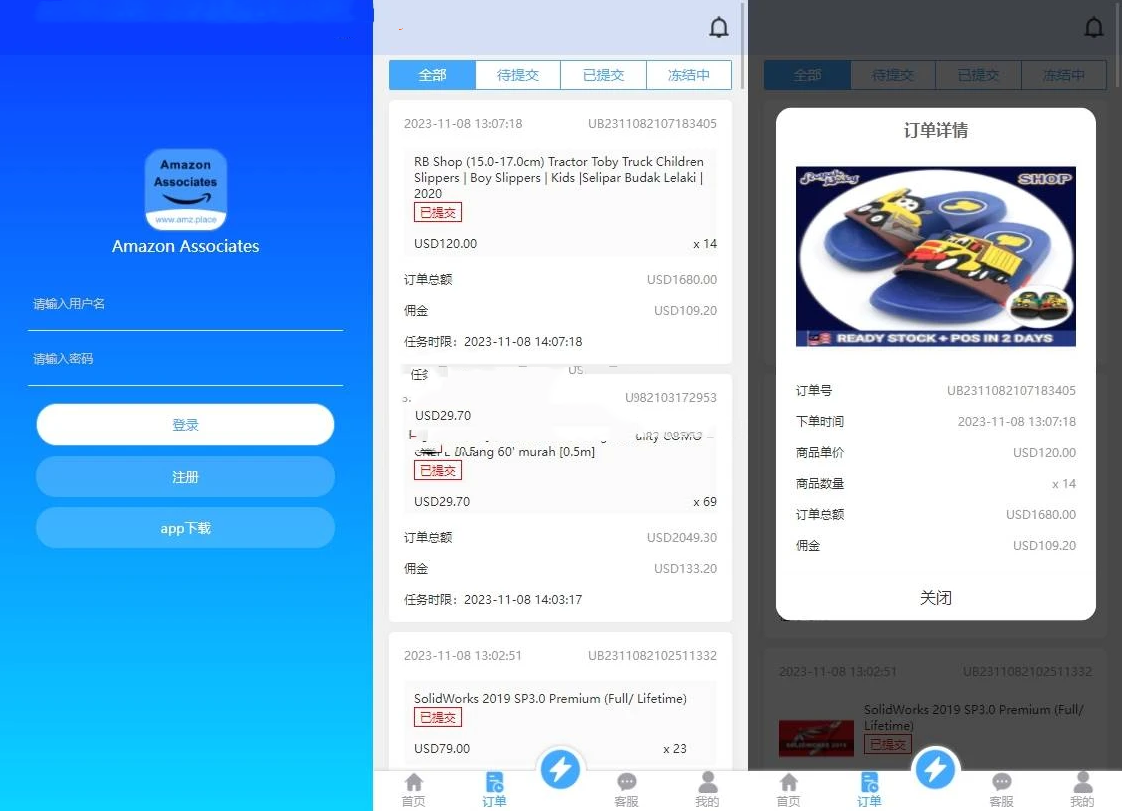 Amazon
Associates
www.amz.place
Amazon Associates
请输入用户名
请输入密码
登录
注册
app下载
全部
待提交
已提交
冻结中
2023-11-08 13:07:18
UB2311082107183405
RB Shop (15.0-17.0cm) Tractor Toby Truck Children
Slippers | Boy Slippers | Kids |Selipar Budak Lelaki |
2020
已提交
USD120.00
x 14
订单总额
USD1680.00
佣金
USD109.20
任务时限：2023-11-08 14:07:18
US
U982103172953
USD29.70
60' murah [0.5m]
已提交
USD29.70
x 69
订单总额
USD2049.30
佣金
USD133.20
任务时限：2023-11-08 14:03:17
2023-11-08 13:02:51
UB2311082102511332
SolidWorks 2019 SP3.0 Premium (Full/ Lifetime)
已提交
USD79.00
x 23
首页
订单
客服
我的
全部
待提交
已提交
冻结中
订单详情
SHOP
READY STOCK + POS IN 2 DAYS
订单号
UB2311082107183405
下单时间
2023-11-08 13:07:18
商品单价
USD120.00
商品数量
x 14
订单总额
USD1680.00
佣金
USD109.20
关闭
2023-11-08 13:02:51
UB2311082102511332
SolidWorks 2019 SP3.0 Premium (Full/
Lifetime)
已提交
SOLIDWORKS 2019
首页
订单
客服
我的